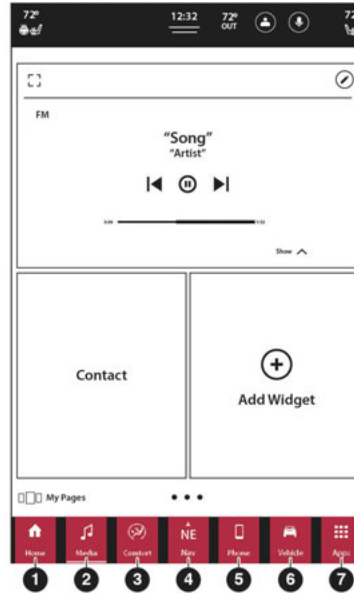 72°
12:32
72°
OUT
72
FM
"Song"
"Artist"
Show
Contact
Add Widget
My Pages
NE
Home
Media
Comfort
Nav
Phone
Vehicle
Apps
1
2
3
4
5
6
7